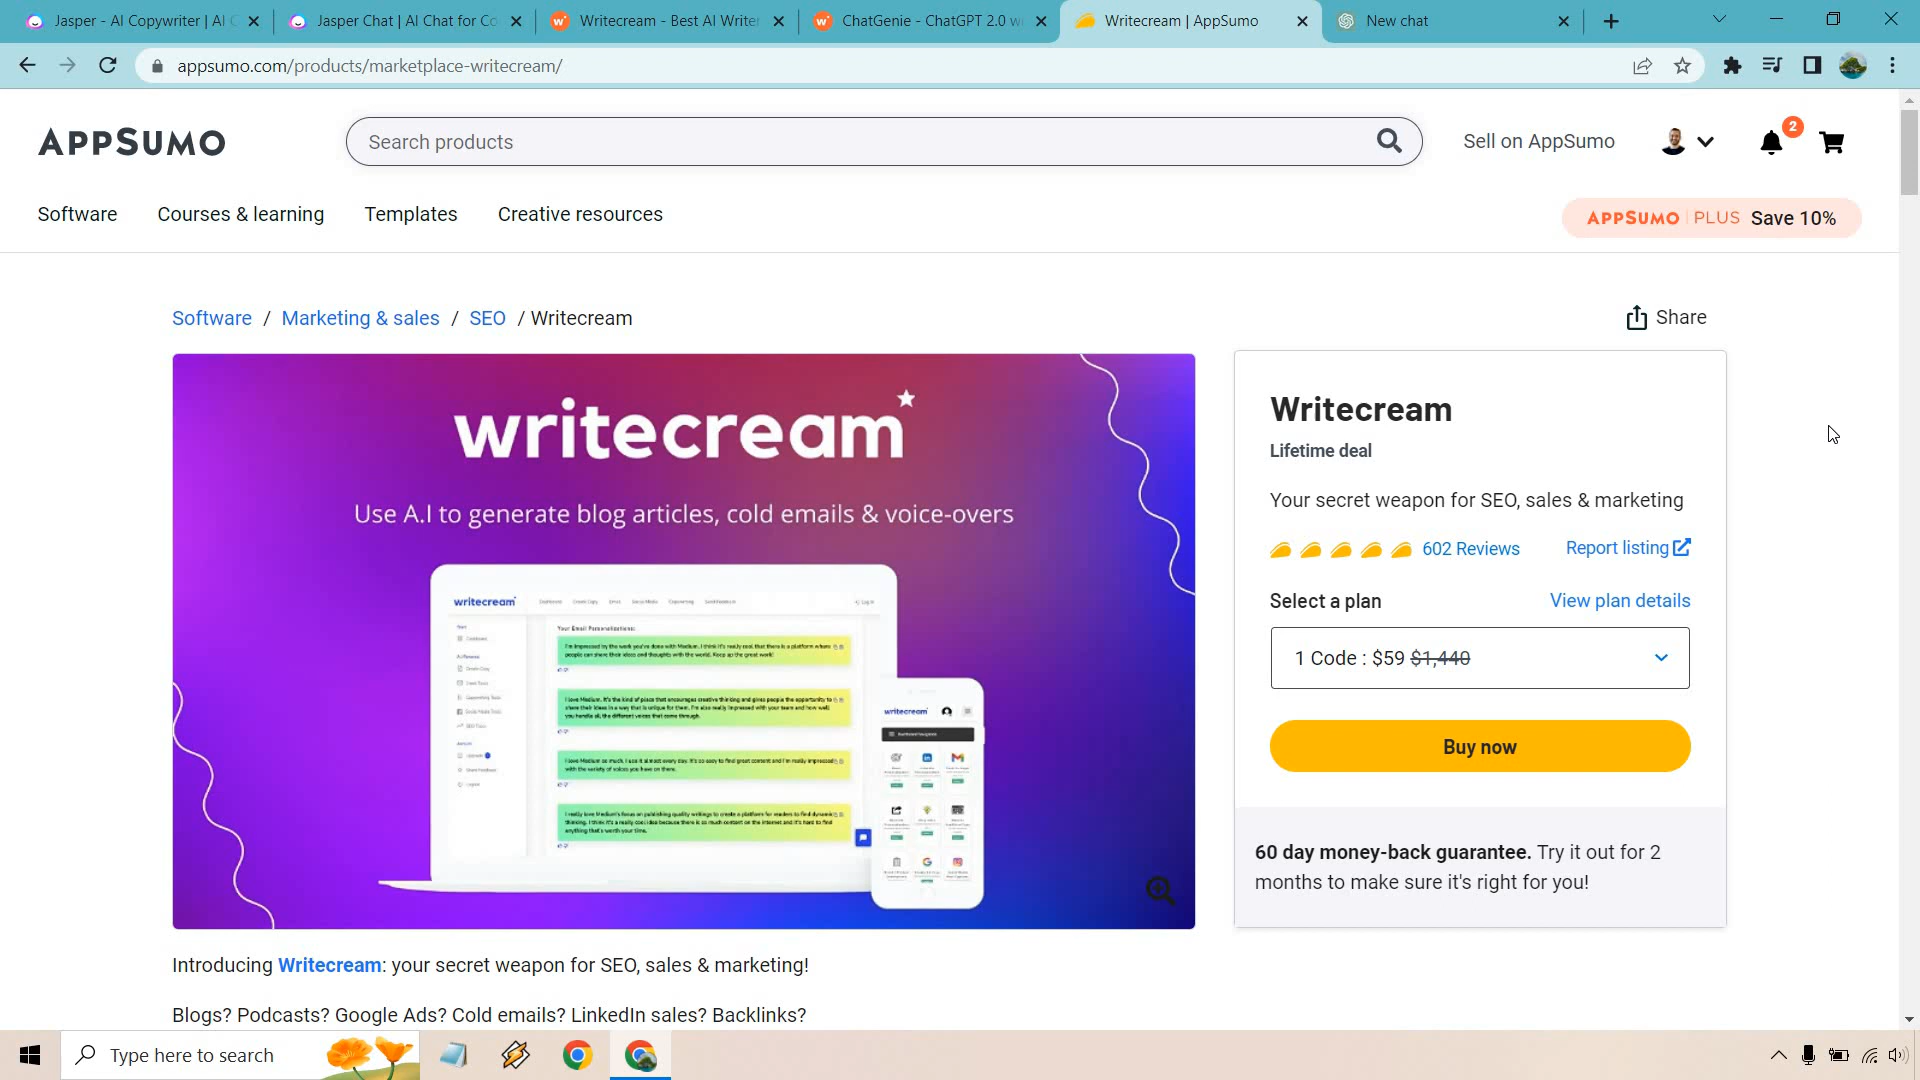 Jasper - AI Copywriter | AI C
Jasper Chat | AI Chat for Co
Writecream - Best AI Writer
ChatGenie - ChatGPT 2.0 w
Writecream | AppSumo
New chat
appsumo.com/products/marketplace-writecream/
APPSUMO
Search products
Sell on AppSumo
2
Software
Courses & learning
Templates
Creative resources
APPSUMO | PLUS Save 10%
Software / Marketing & sales / SEO / Writecream
Share
writecream
Use A.I to generate blog articles, cold emails & voice-overs
writecream
Your Email Personalizations:
writecream
Writecream
Lifetime deal
Your secret weapon for SEO, sales & marketing
602 Reviews
Report listing
Select a plan
View plan details
1 Code : $59 $1,440
Buy now
60 day money-back guarantee. Try it out for 2
months to make sure it's right for you!
Introducing Writecream: your secret weapon for SEO, sales & marketing!
Blogs? Podcasts? Google Ads? Cold emails? LinkedIn sales? Backlinks?
Type here to search